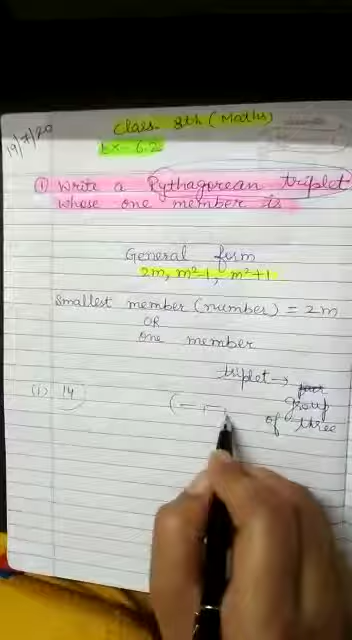 19/7/20
Class 8th (Maths)
Ex- 6.2
① Write a Pythagorean triplet
whose one member is
General form
2m, m²-1, m²+1
Smallest member (number) = 2m
OR
one member
triplet →
group
of three
(i) 14
( — , — ,